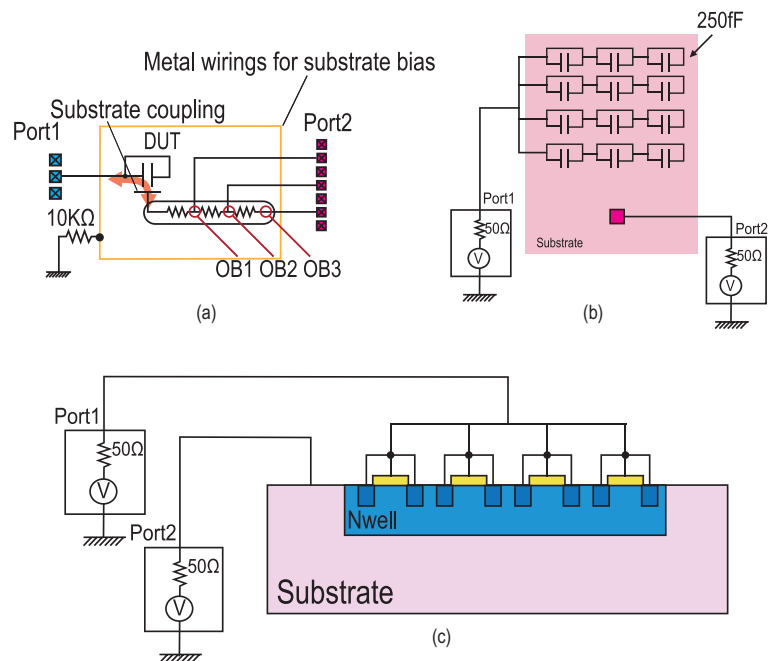 Metal wirings for substrate bias
Substrate coupling
Port1
DUT
Port2
10KΩ
OB1 OB2 OB3
(a)
(b)
250fF
Port1
50Ω
V
Substrate
Port2
50Ω
V
Port1
50Ω
V
Port2
50Ω
V
Nwell
Substrate
(c)